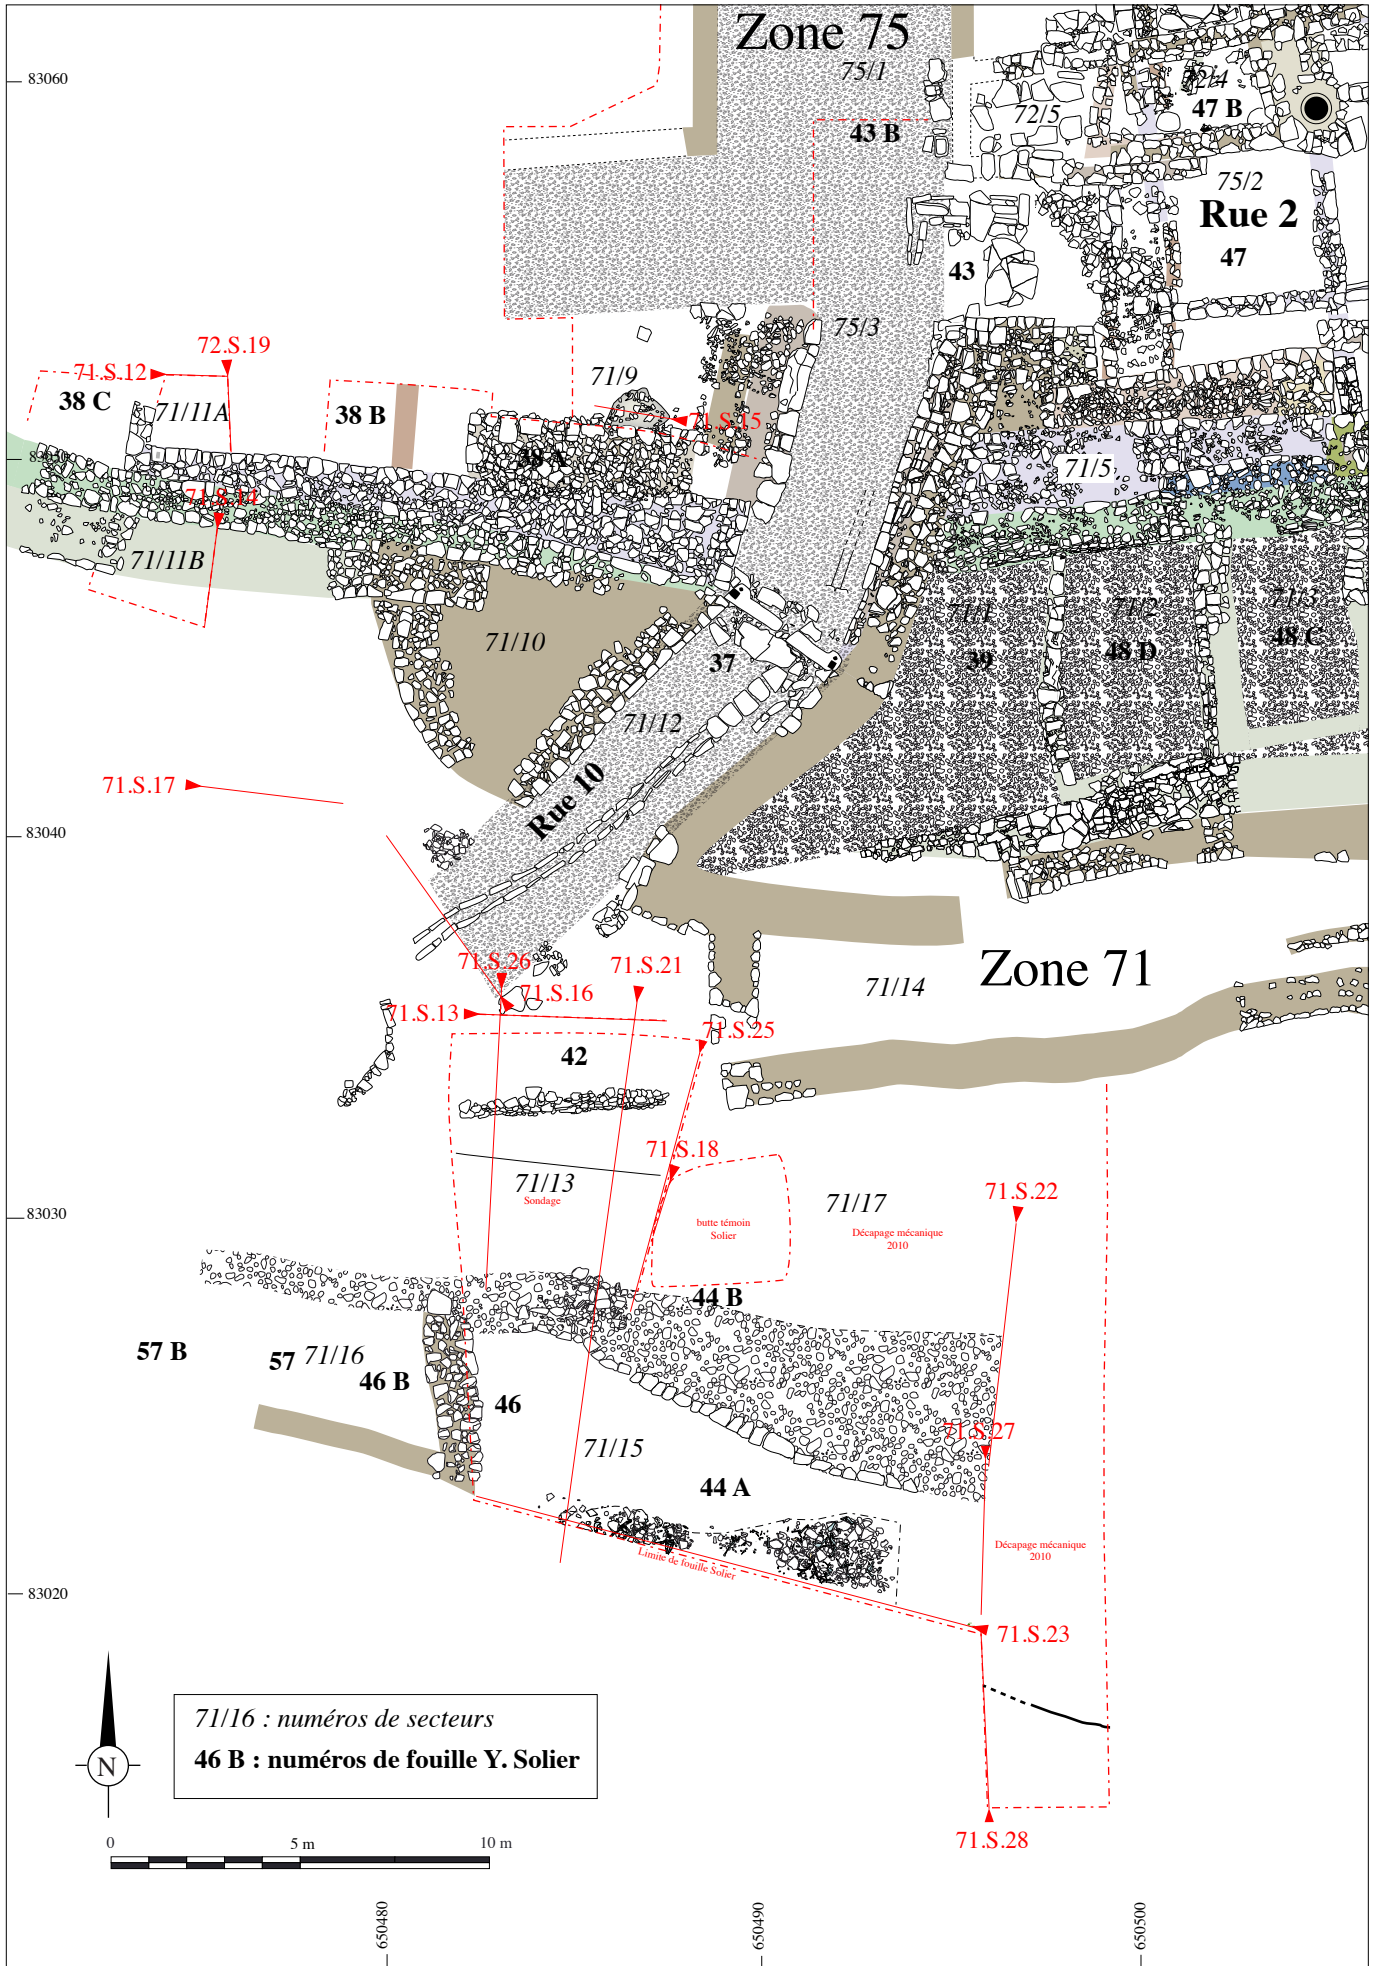 Zone 75
75/1
83060
72/4
47 B
72/5
43 B
75/2
Rue 2
47
43
75/3
72.S.19
71.S.12
71/9
38 C
71/11A
38 B
71.S.15
38 A
71/5
71.S.14
71/11B
71/1
71/2
71/3
71/10
37
39
48 D
48 C
71/12
71.S.17
Rue 10
83040
71.S.26
71.S.21
Zone 71
71/14
71.S.16
71.S.13
71.S.25
42
71.S.18
71/13
Sondage
71/17
71.S.22
83030
butte témoin
Solier
Décapage mécanique
2010
44 B
57 B
57
71/16
46 B
46
71.S.27
71/15
44 A
Décapage mécanique
2010
Limite de fouille Solier
83020
71.S.23
71/16 : numéros de secteurs
46 B : numéros de fouille Y. Solier
N
71.S.28
0
5 m
10 m
650480
650490
650500